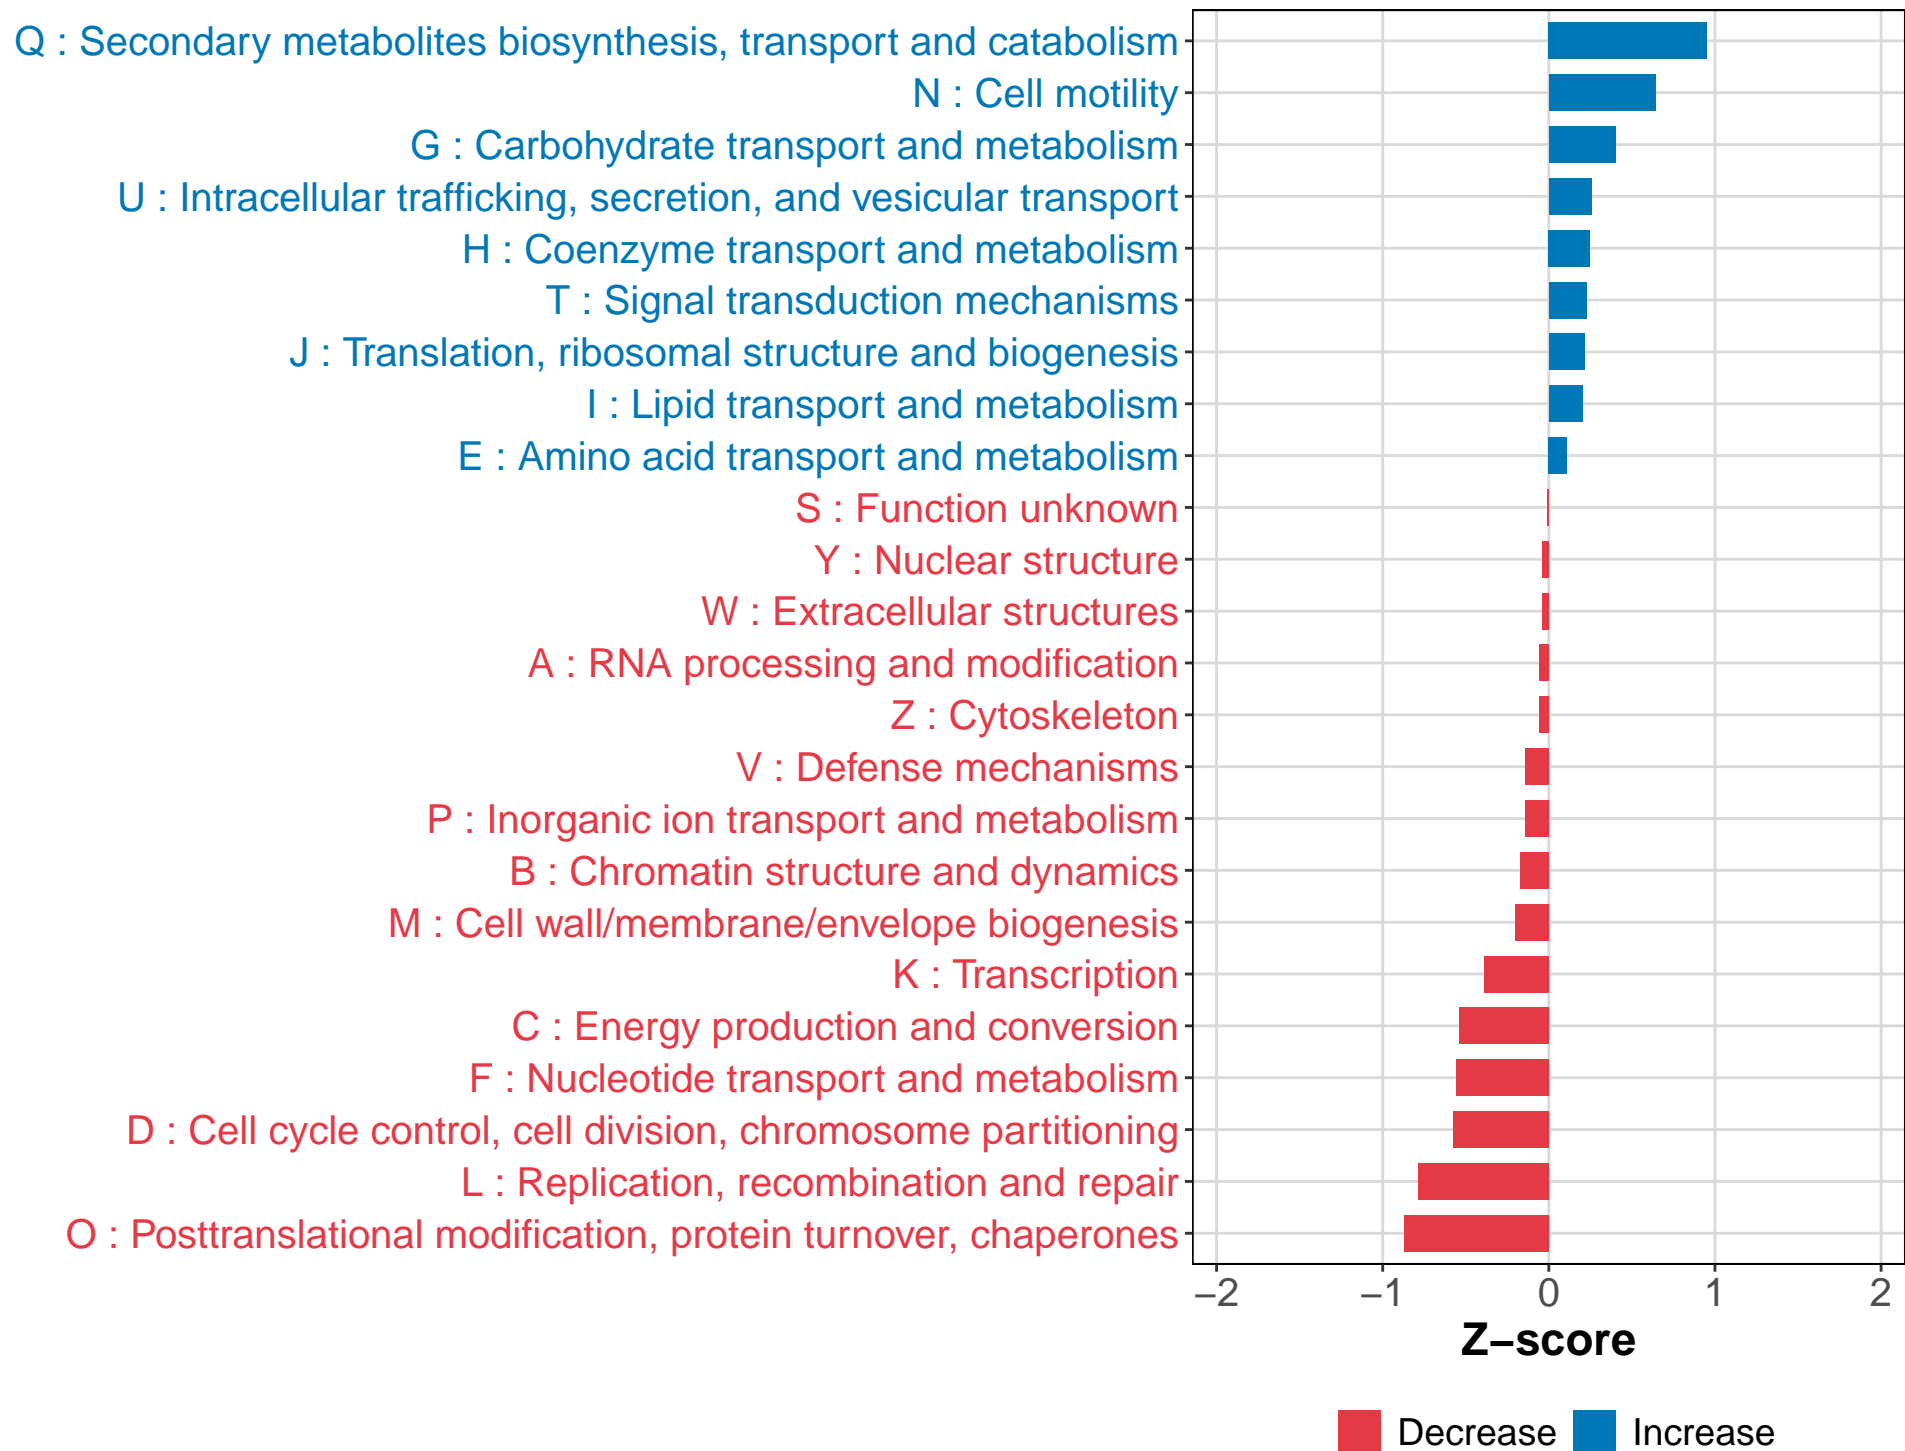 Q : Secondary metabolites biosynthesis, transport and catabolism
N : Cell motility
G : Carbohydrate transport and metabolism
U : Intracellular trafficking, secretion, and vesicular transport
H : Coenzyme transport and metabolism
T : Signal transduction mechanisms
J : Translation, ribosomal structure and biogenesis
I : Lipid transport and metabolism
E : Amino acid transport and metabolism
S : Function unknown
Y : Nuclear structure
W : Extracellular structures
A : RNA processing and modification
Z : Cytoskeleton
V : Defense mechanisms
P : Inorganic ion transport and metabolism
B : Chromatin structure and dynamics
M : Cell wall/membrane/envelope biogenesis
K : Transcription
C : Energy production and conversion
F : Nucleotide transport and metabolism
D : Cell cycle control, cell division, chromosome partitioning
L : Replication, recombination and repair
O : Posttranslational modification, protein turnover, chaperones
−2 −1 0 1 2
Z−score
Decrease Increase